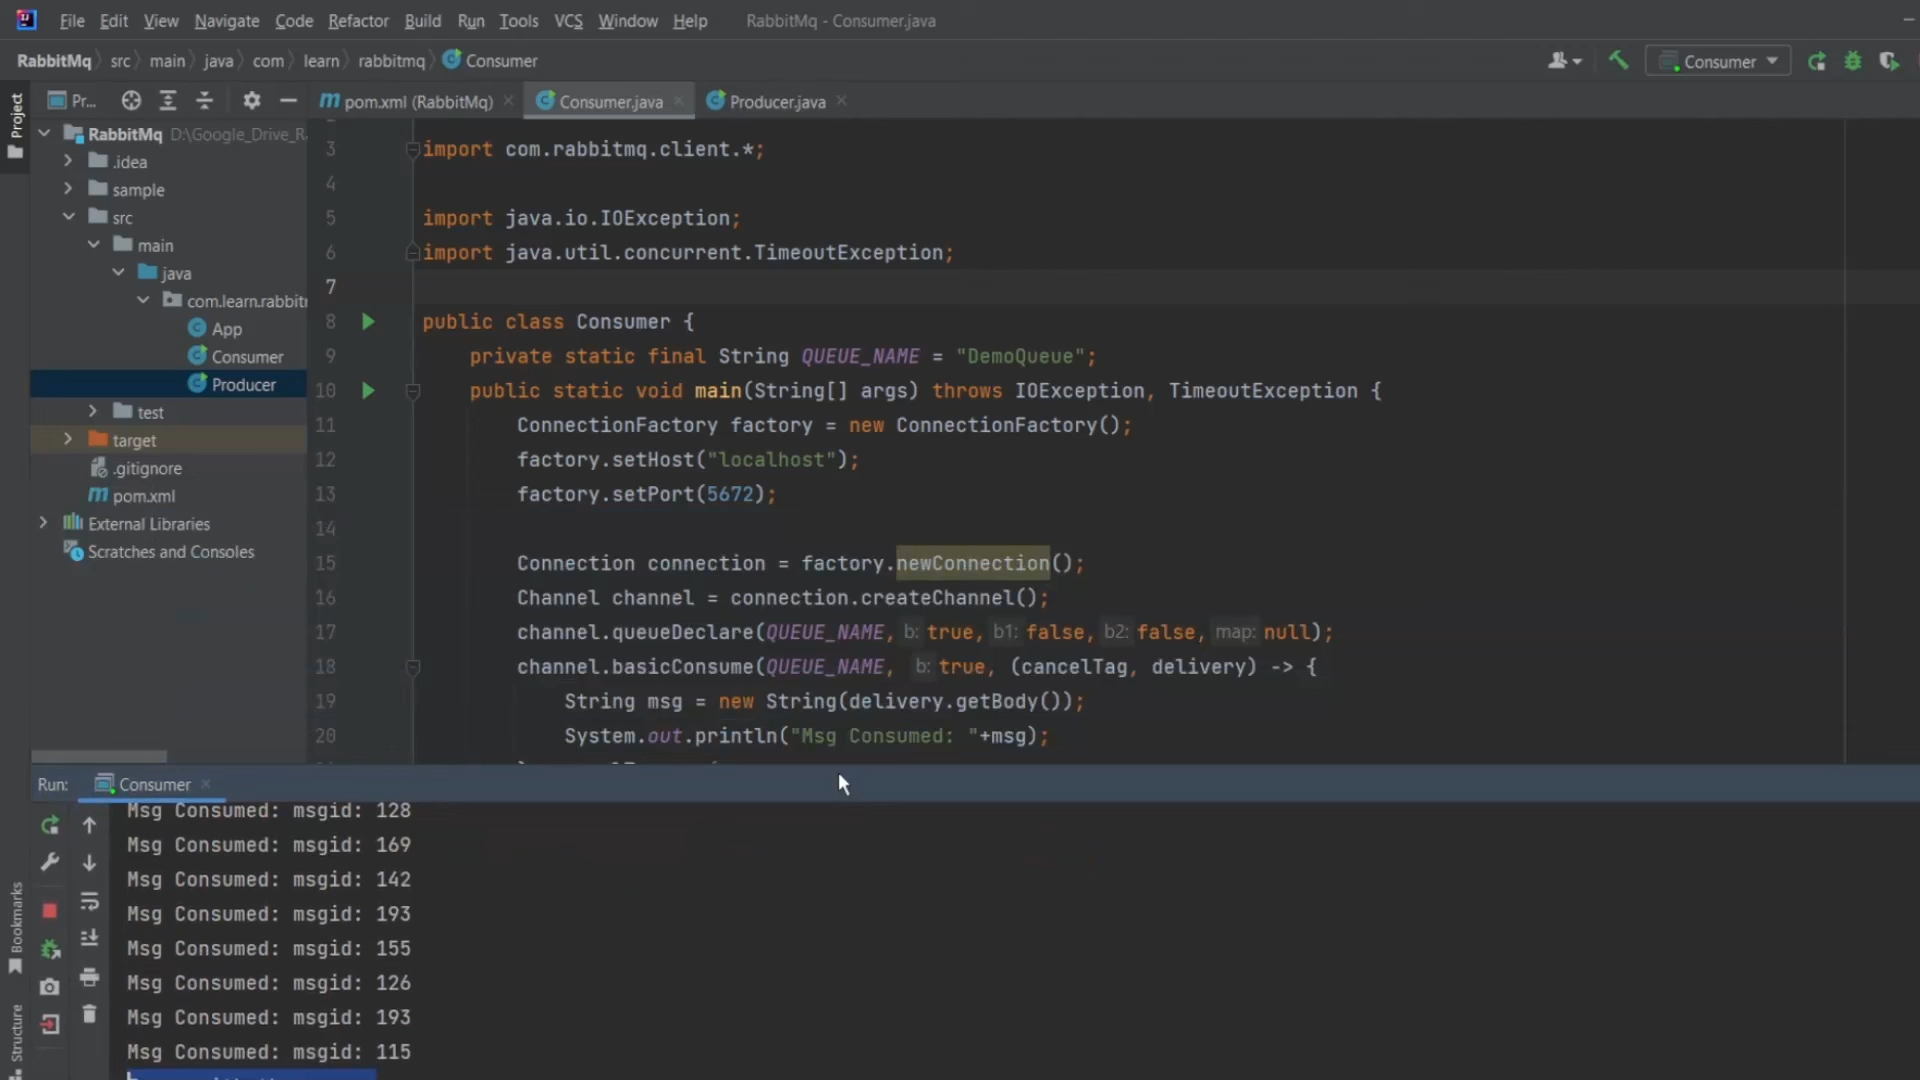 File Edit View Navigate Code Refactor Build Run Tools VCS Window Help RabbitMq - Consumer.java
RabbitMq src main java com learn rabbitmq Consumer
Consumer
Project
Pr...
pom.xml (RabbitMq)
Consumer.java
Producer.java
RabbitMq D:\Google_Drive_R
.idea
sample
src
main
java
com.learn.rabbit
App
Consumer
Producer
test
target
.gitignore
pom.xml
External Libraries
Scratches and Consoles
3 import com.rabbitmq.client.*;
4
5 import java.io.IOException;
6 import java.util.concurrent.TimeoutException;
7
8 public class Consumer {
9 private static final String QUEUE_NAME = "DemoQueue";
10 public static void main(String[] args) throws IOException, TimeoutException {
11 ConnectionFactory factory = new ConnectionFactory();
12 factory.setHost("localhost");
13 factory.setPort(5672);
14
15 Connection connection = factory.newConnection();
16 Channel channel = connection.createChannel();
17 channel.queueDeclare(QUEUE_NAME, b: true, b1: false, b2: false, map: null);
18 channel.basicConsume(QUEUE_NAME, b: true, (cancelTag, delivery) -> {
19 String msg = new String(delivery.getBody());
20 System.out.println("Msg Consumed: "+msg);
Run: Consumer
Msg Consumed: msgid: 128
Msg Consumed: msgid: 169
Msg Consumed: msgid: 142
Msg Consumed: msgid: 193
Msg Consumed: msgid: 155
Msg Consumed: msgid: 126
Msg Consumed: msgid: 193
Msg Consumed: msgid: 115
Bookmarks
Structure